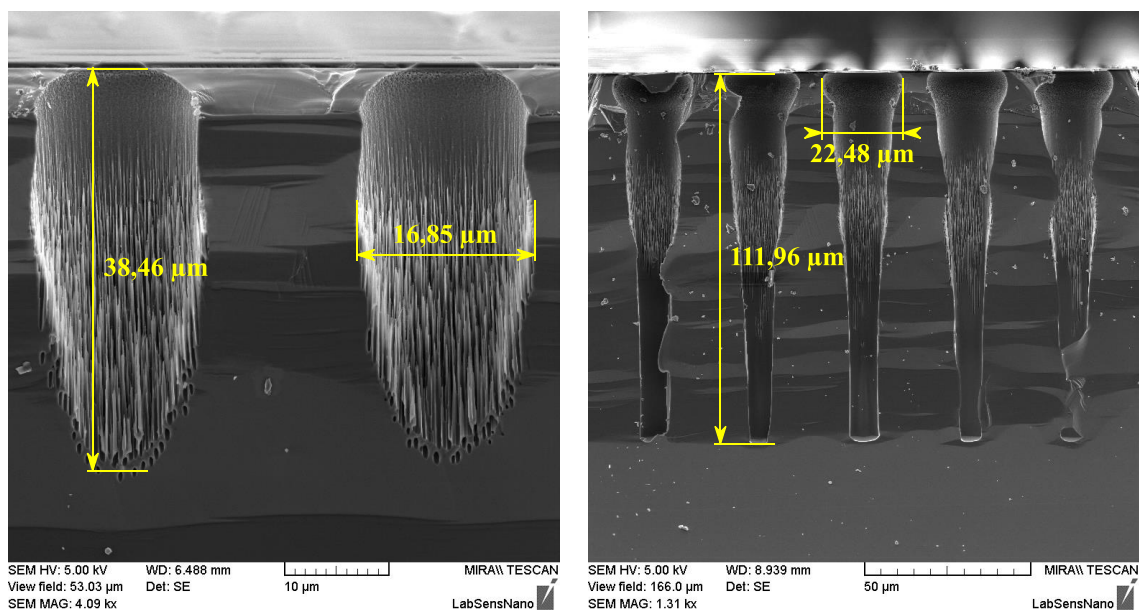 38,46 µm
16,85 µm
SEM HV: 5.00 kV WD: 6.488 mm MIRA\\ TESCAN
View field: 53.03 µm Det: SE 10 µm
SEM MAG: 4.09 kx LabSensNano
22,48 µm
111,96 µm
SEM HV: 5.00 kV WD: 8.939 mm MIRA\\ TESCAN
View field: 166.0 µm Det: SE 50 µm
SEM MAG: 1.31 kx LabSensNano